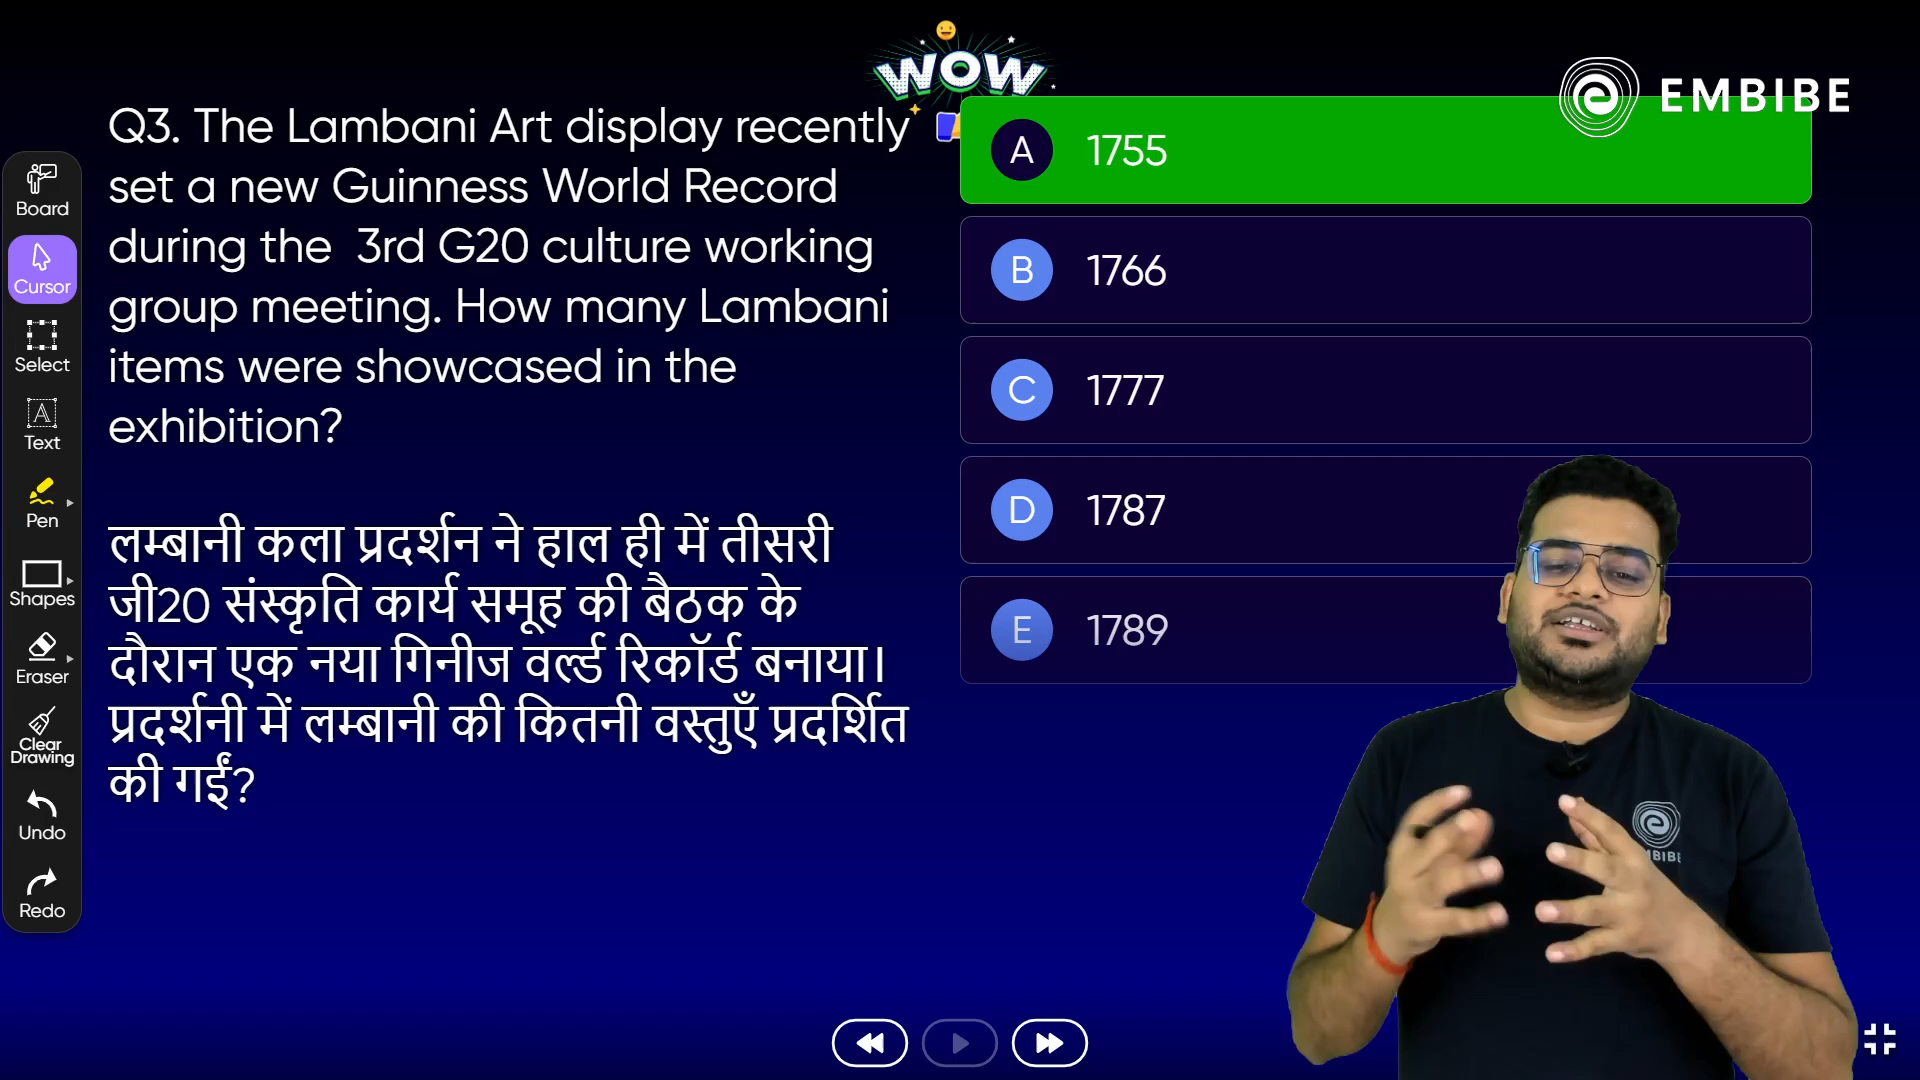 WOW
EMBIBE
Q3. The Lambani Art display recently
set a new Guinness World Record
during the 3rd G20 culture working
group meeting. How many Lambani
items were showcased in the
exhibition?
लम्बानी कला प्रदर्शन ने हाल ही में तीसरी
जी20 संस्कृति कार्य समूह की बैठक के
दौरान एक नया गिनीज वर्ल्ड रिकॉर्ड बनाया।
प्रदर्शनी में लम्बानी की कितनी वस्तुएँ प्रदर्शित
की गईं?
A 1755
B 1766
C 1777
D 1787
E 1789
Board
Cursor
Select
A
Text
Pen
Shapes
Eraser
Clear
Drawing
Undo
Redo